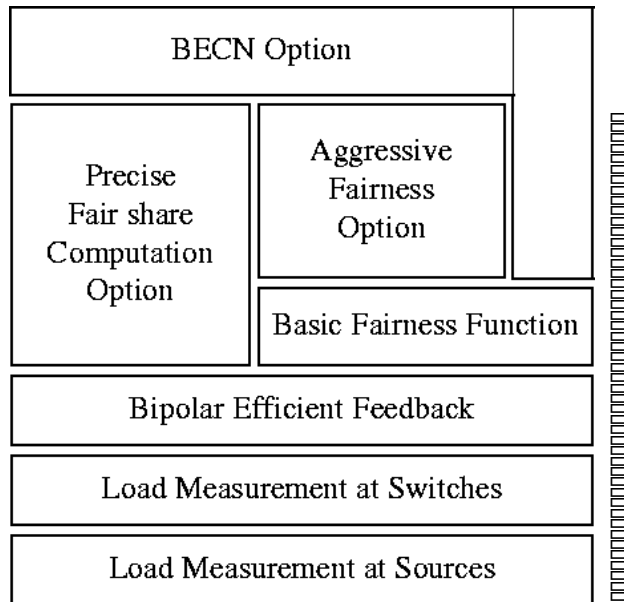 BECN Option
Precise
Fair share
Computation
Option
Aggressive
Fairness
Option
Basic Fairness Function
Bipolar Efficient Feedback
Load Measurement at Switches
Load Measurement at Sources